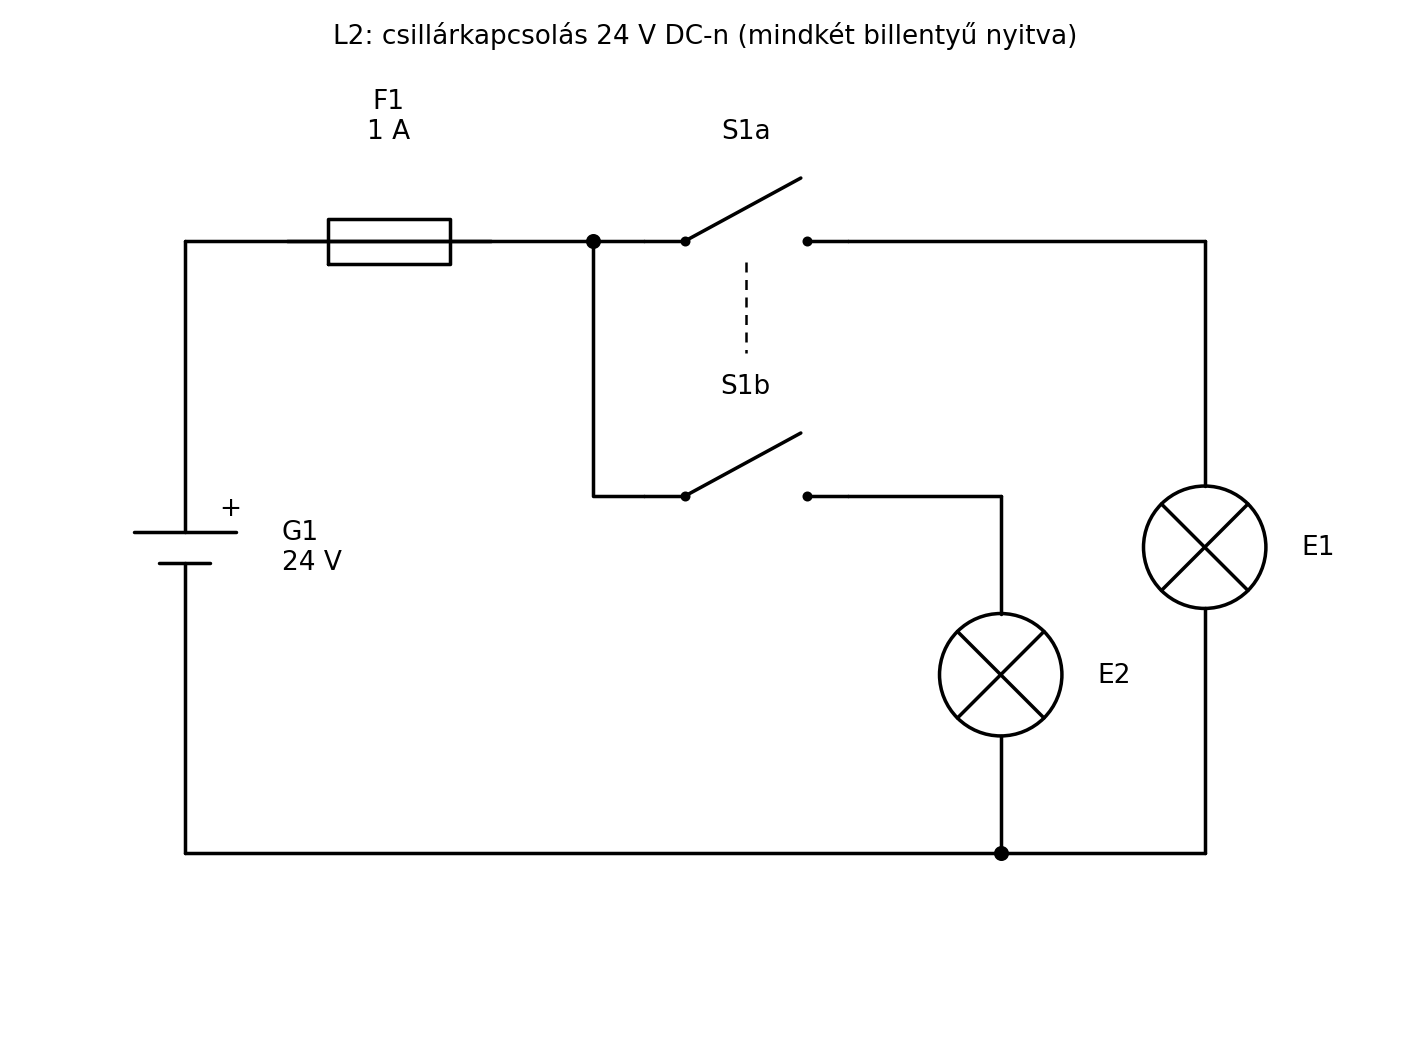 L2: csillárkapcsolás 24 V DC-n (mindkét billentyű nyitva)
F1
1 A
S1a
S1b
+
G1
24 V
E1
E2